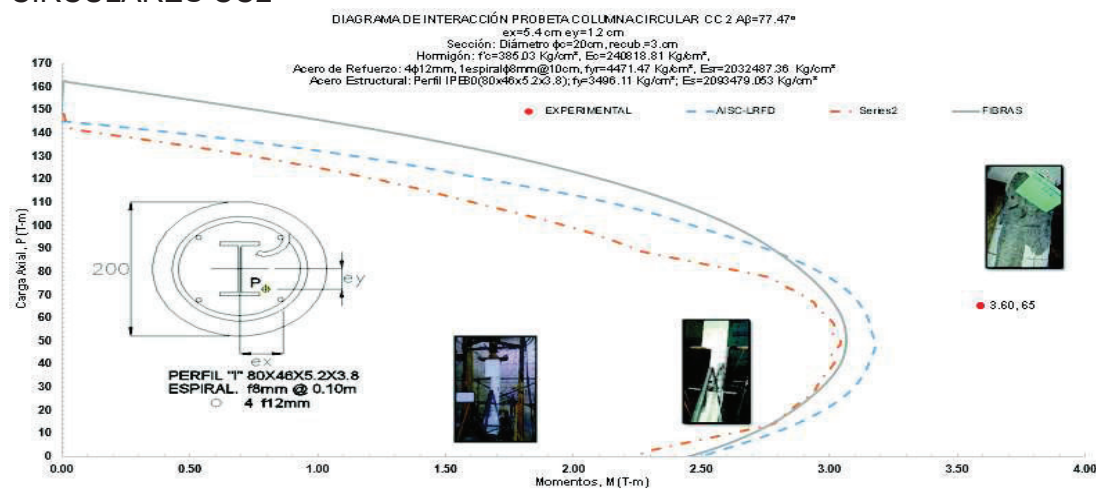 CIRCULARES CC2
DIAGRAMA DE INTERACCIÓN PROBETA COLUMNA CIRCULAR CC 2 Aβ=77.47º
ex=5.4 cm ey=1.2 cm
Sección: Diámetro ϕc=20cm, recub.=3.cm
Hormigón: f'c=385.03 Kg/cm², Ec=240818.81 Kg/cm²,
Acero de Refuerzo: 4ϕ12mm, 1espiralϕ8mm@10cm, fyr=4471.47 Kg/cm², Esr=2032487.36 Kg/cm²
Acero Estructural: Perfil IPE80(80x46x5.2x3.8); fy=3496.11 Kg/cm²; Es=2093479.053 Kg/cm²
EXPERIMENTAL AISC-LRFD Series2 FIBRAS
Carga Axial, P (T-m)
170
160
150
140
130
120
110
100
90
80
70
60
50
40
30
20
10
0
200
P
ey
ex
PERFIL "I" 80X46X5.2X3.8
ESPIRAL. f8mm @ 0.10m
4 f12mm
3.60, 65
0.00 0.50 1.00 1.50 2.00 2.50 3.00 3.50 4.00
Momentos, M (T-m)